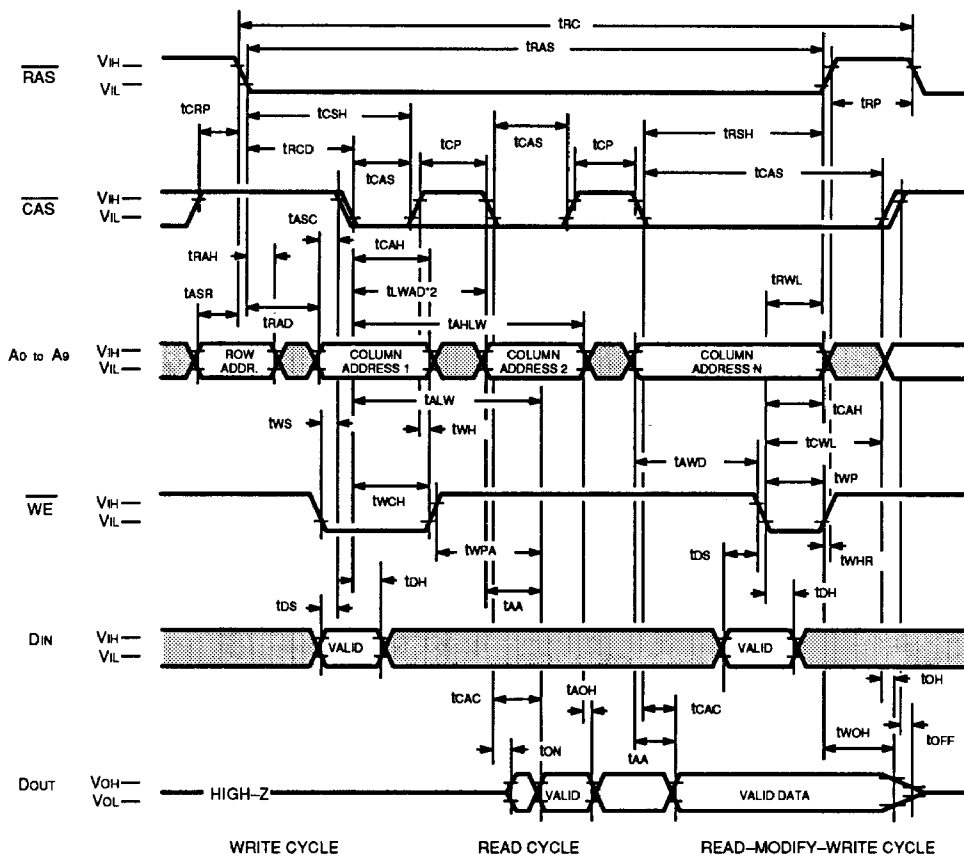 tRC
tRAS
RAS
VIH
VIL
tCRP
tCSH
tRCD
tCAS
tCP
tCAS
tCP
tRSH
tRP
tCAS
CAS
VIH
VIL
tASC
tRAH
tCAH
tASR
tLWAD*2
tRAD
tAHLW
tRWL
A0 to A9
VIH
VIL
ROW
ADDR.
COLUMN
ADDRESS 1
COLUMN
ADDRESS 2
COLUMN
ADDRESS N
tALW
tWS
tWH
tCAH
tCWL
tAWD
tWCH
tWP
WE
VIH
VIL
tWPA
tDS
tWHR
tDH
tAA
tDH
tDS
DIN
VIH
VIL
VALID
VALID
tOH
tCAC
tAOH
tCAC
tWOH
tOFF
tON
tAA
DOUT
VOH
VOL
HIGH–Z
VALID
VALID DATA
WRITE CYCLE
READ CYCLE
READ–MODIFY–WRITE CYCLE